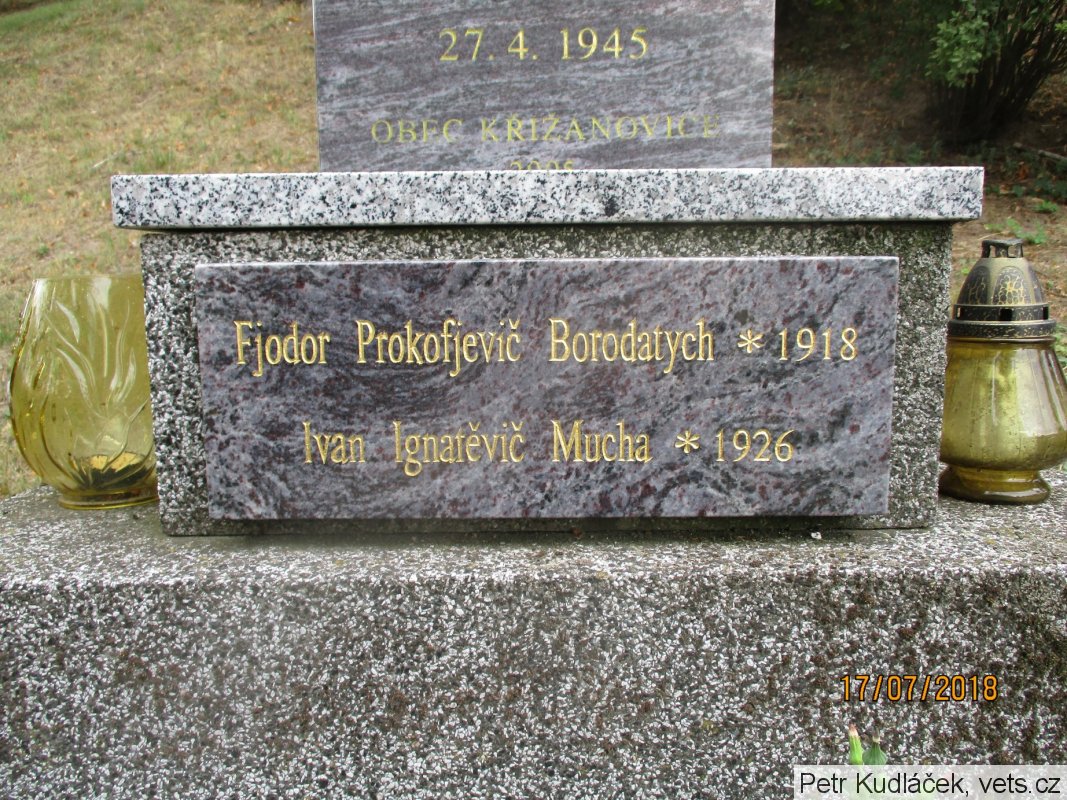 27. 4. 1945
OBEC KŘIŽANOVICE
2005
Fjodor Prokofjevič Borodatych * 1918
Ivan Ignatěvič Mucha * 1926
17/07/2018
Petr Kudláček, vets.cz